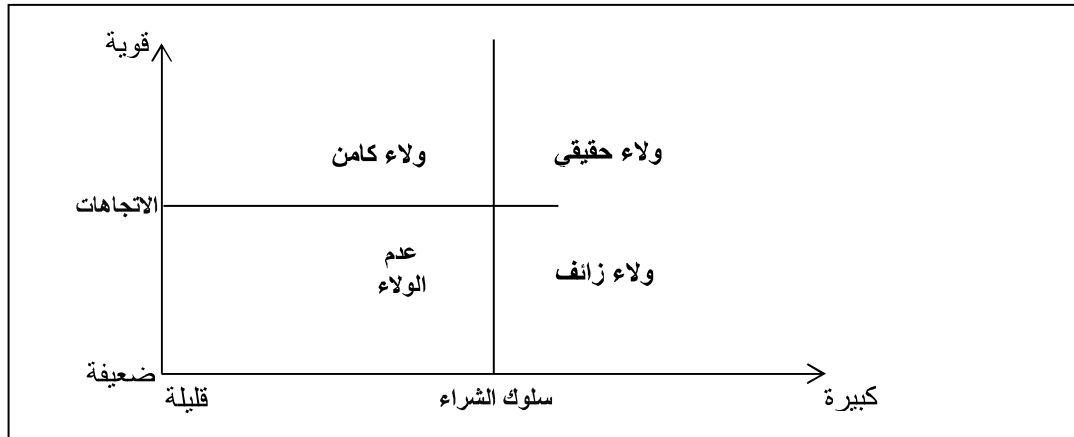 قوية
ولاء كامن
ولاء حقيقي
الاتجاهات
عدم
الولاء
ولاء زائف
ضعيفة
قليلة
سلوك الشراء
كبيرة